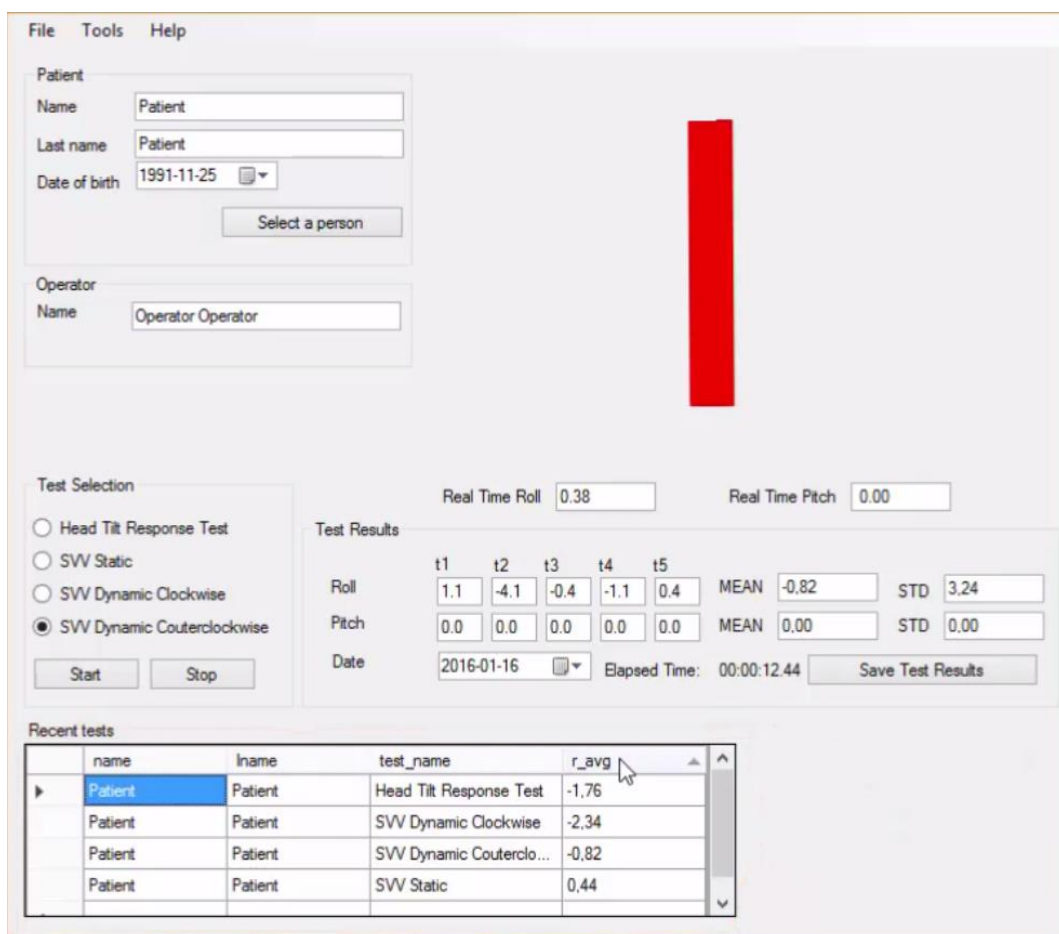 File Tools Help
Patient
Name Patient
Last name Patient
Date of birth 1991-11-25
Select a person
Operator
Name Operator Operator
Test Selection
Head Tilt Response Test
SVV Static
SVV Dynamic Clockwise
SVV Dynamic Couterclockwise
Start Stop
Real Time Roll 0.38 Real Time Pitch 0.00
Test Results
t1 t2 t3 t4 t5
Roll 1.1 -4.1 -0.4 -1.1 0.4 MEAN -0,82 STD 3,24
Pitch 0.0 0.0 0.0 0.0 0.0 MEAN 0,00 STD 0,00
Date 2016-01-16 Elapsed Time: 00:00:12.44 Save Test Results
Recent tests
name lname test_name r_avg
Patient Patient Head Tilt Response Test -1,76
Patient Patient SVV Dynamic Clockwise -2,34
Patient Patient SVV Dynamic Couterclo... -0,82
Patient Patient SVV Static 0,44